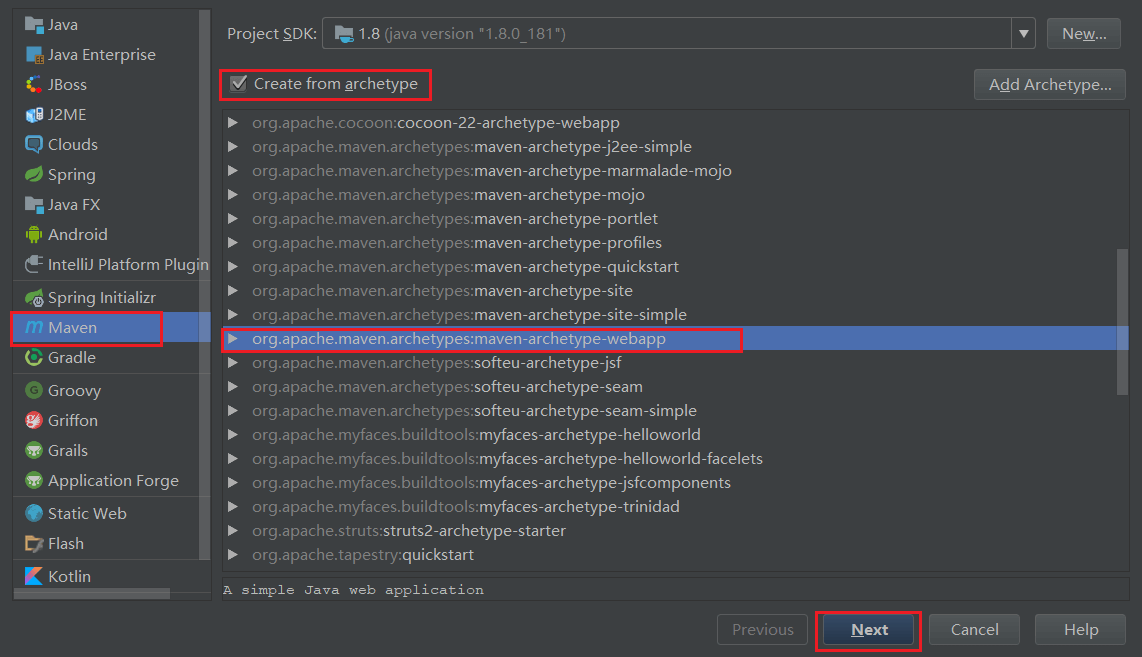 Java
Java Enterprise
JBoss
J2ME
Clouds
Spring
Java FX
Android
IntelliJ Platform Plugin
Spring Initializr
Maven
Gradle
Groovy
Griffon
Grails
Application Forge
Static Web
Flash
Kotlin
Project SDK: 1.8 (java version "1.8.0_181") New...
Create from archetype Add Archetype...
org.apache.cocoon:cocoon-22-archetype-webapp
org.apache.maven.archetypes:maven-archetype-j2ee-simple
org.apache.maven.archetypes:maven-archetype-marmalade-mojo
org.apache.maven.archetypes:maven-archetype-mojo
org.apache.maven.archetypes:maven-archetype-portlet
org.apache.maven.archetypes:maven-archetype-profiles
org.apache.maven.archetypes:maven-archetype-quickstart
org.apache.maven.archetypes:maven-archetype-site
org.apache.maven.archetypes:maven-archetype-site-simple
org.apache.maven.archetypes:maven-archetype-webapp
org.apache.maven.archetypes:softeu-archetype-jsf
org.apache.maven.archetypes:softeu-archetype-seam
org.apache.maven.archetypes:softeu-archetype-seam-simple
org.apache.myfaces.buildtools:myfaces-archetype-helloworld
org.apache.myfaces.buildtools:myfaces-archetype-helloworld-facelets
org.apache.myfaces.buildtools:myfaces-archetype-jsfcomponents
org.apache.myfaces.buildtools:myfaces-archetype-trinidad
org.apache.struts:struts2-archetype-starter
org.apache.tapestry:quickstart
A simple Java web application
Previous Next Cancel Help